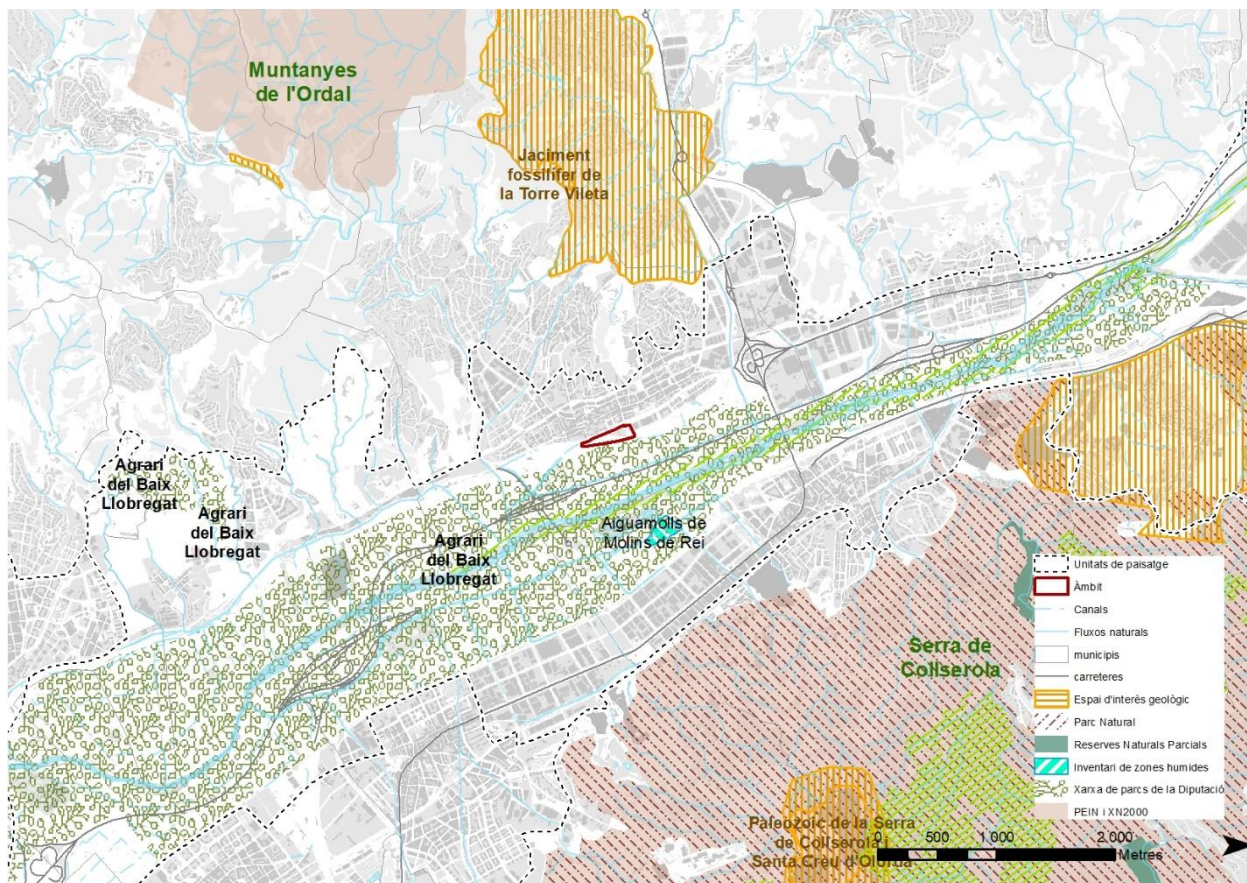 Muntanyes
de l'Ordal
Jaciment
fossilífer de
la Torre Vileta
Agrari
del Baix
Llobregat
Agrari
del Baix
Llobregat
Agrari
del Baix
Llobregat
Aiguamolls de
Molins de Rei
Serra de
Collserola
Paleozoic de la Serra
de Collserola i
Santa Creu d'Olorda
Unitats de paisatge
Àmbit
Canals
Fluxos naturals
municipis
carreteres
Espai d'interès geològic
Parc Natural
Reserves Naturals Parcials
Inventari de zones humides
Xarxa de parcs de la Diputació
PEIN i XN2000
0 500 1.000 2.000
Metres